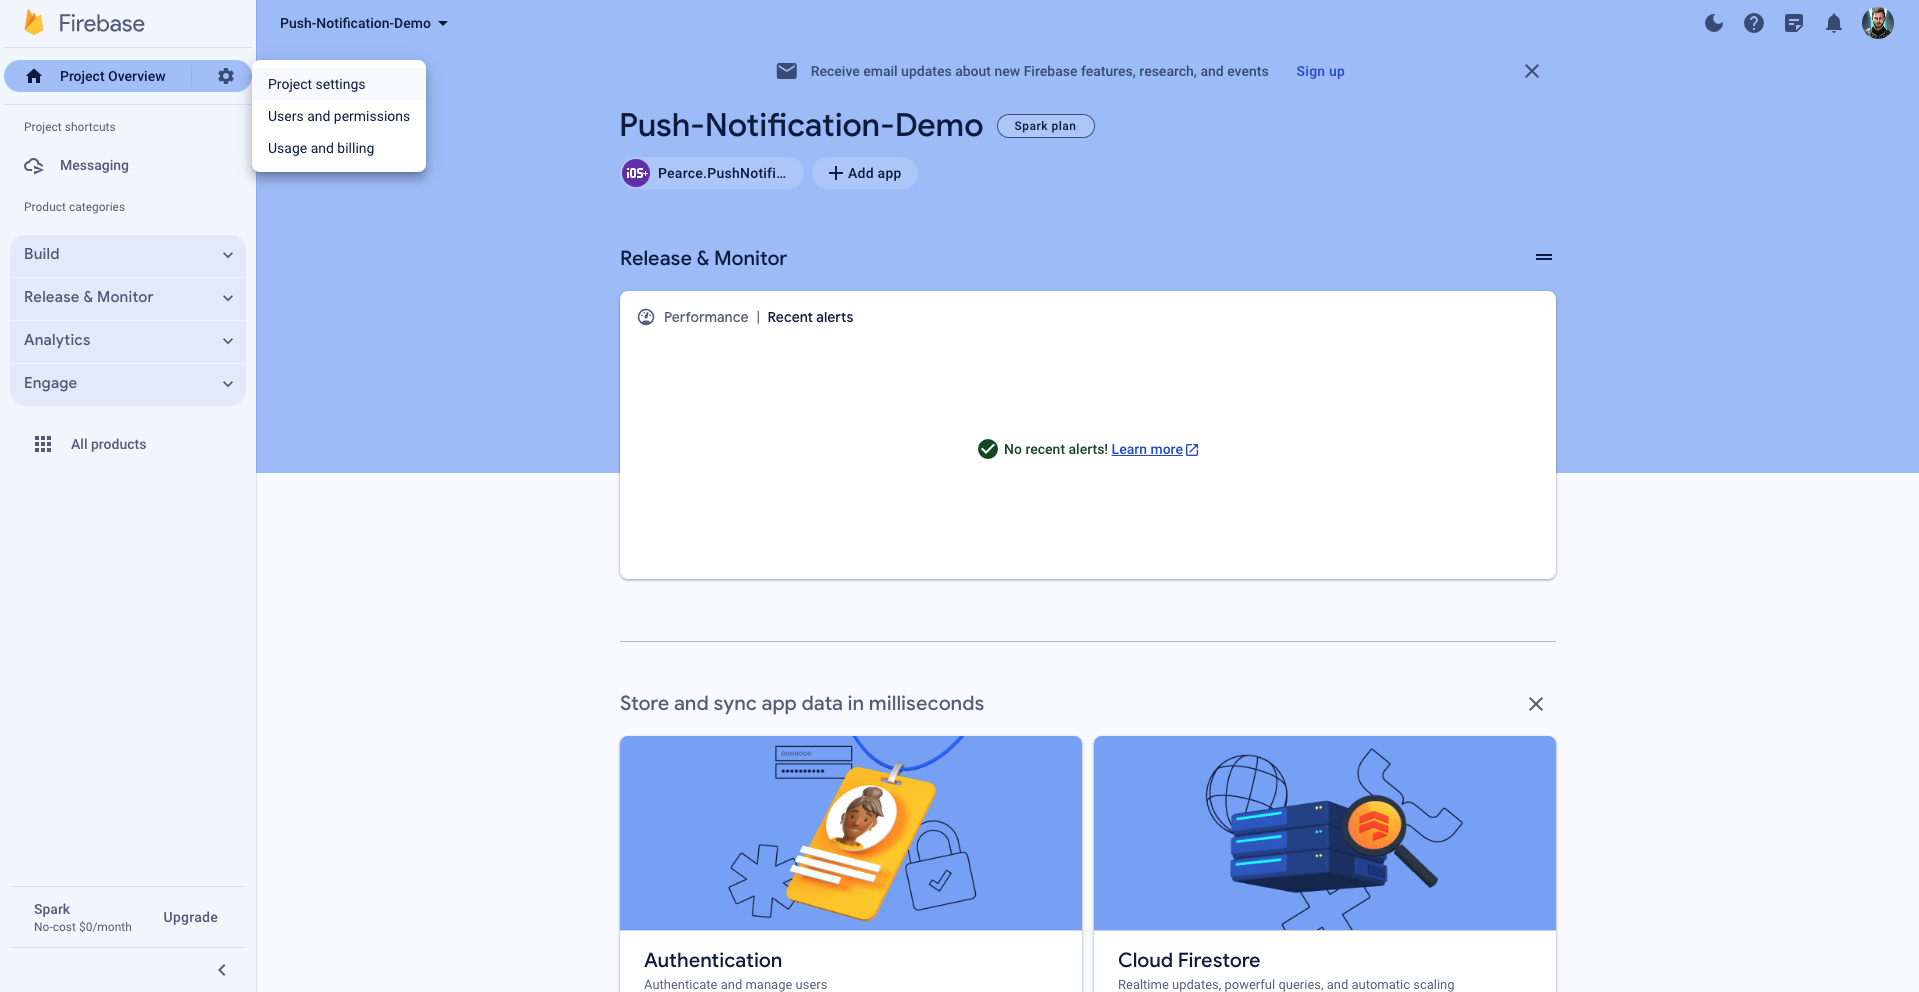 Firebase
Push-Notification-Demo
Project Overview
Project settings
Users and permissions
Usage and billing
Project shortcuts
Messaging
Product categories
Build
Release & Monitor
Analytics
Engage
All products
Spark
No-cost $0/month
Upgrade
Receive email updates about new Firebase features, research, and events
Sign up
Push-Notification-Demo
Spark plan
iOS+
Pearce.PushNotifi...
Add app
Release & Monitor
Performance | Recent alerts
No recent alerts! Learn more
Store and sync app data in milliseconds
Authentication
Authenticate and manage users
Cloud Firestore
Realtime updates, powerful queries, and automatic scaling